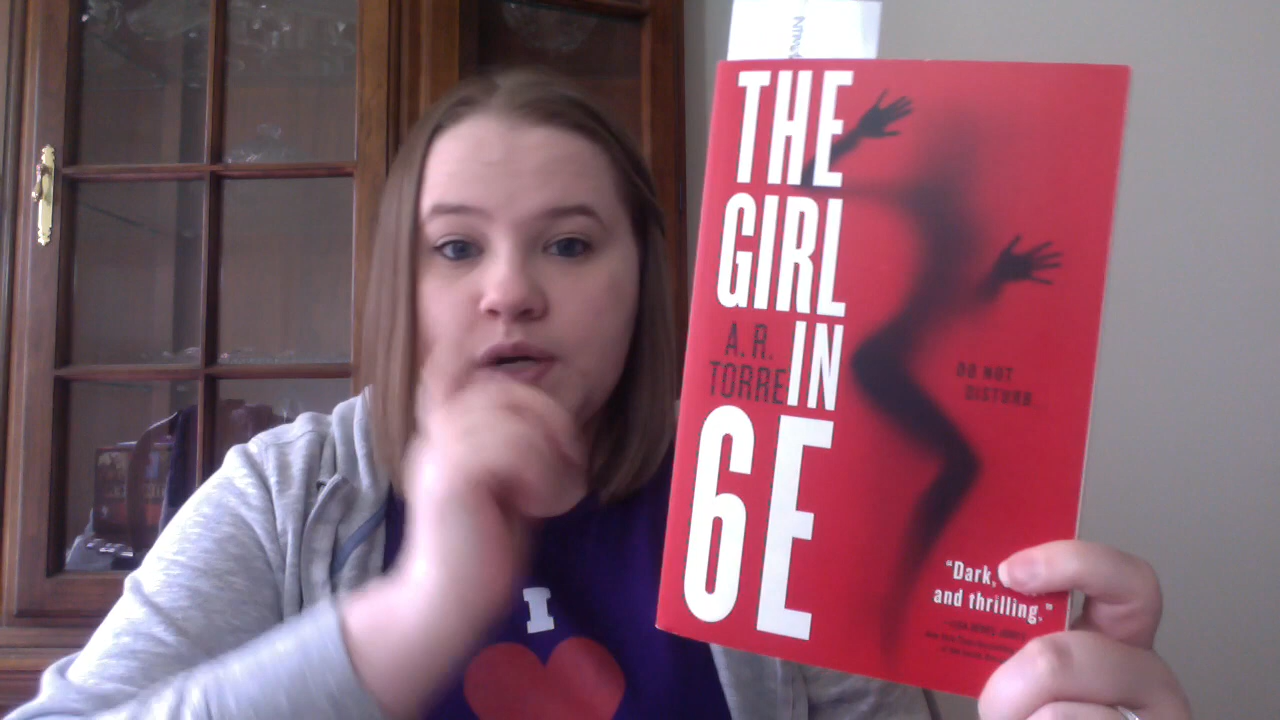 THE
GIRL
IN
6E
A. R.
TORRE
DO NOT
DISTURB
"Dark,
and thrilling."
I